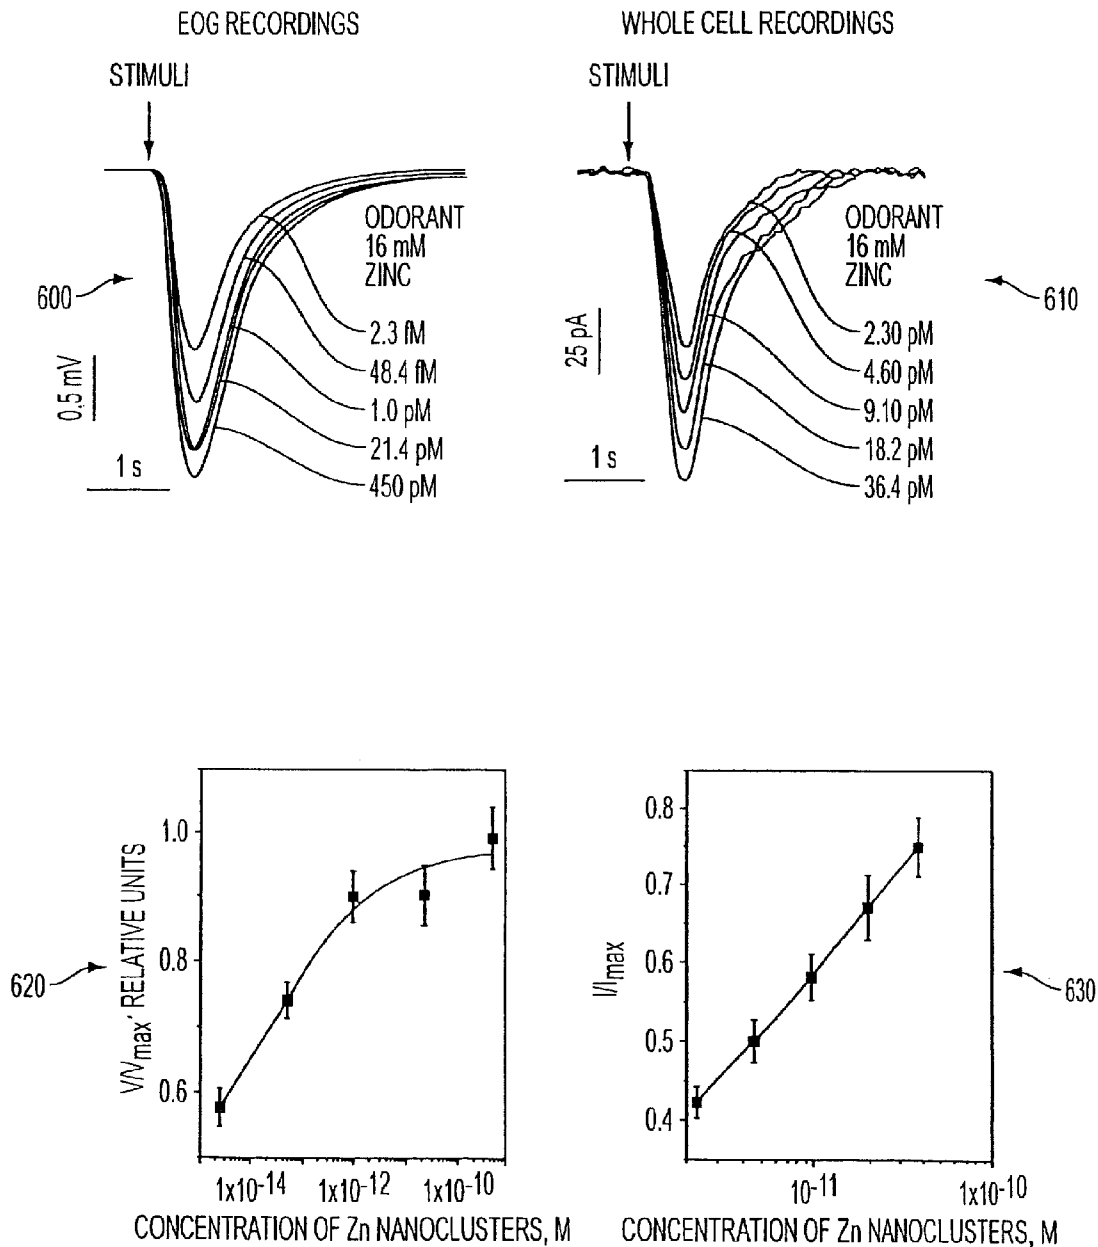 EOG RECORDINGS
STIMULI
ODORANT
16 mM
ZINC
600
2.3 fM
48.4 fM
1.0 pM
21.4 pM
450 pM
0.5 mV
1 s
WHOLE CELL RECORDINGS
STIMULI
ODORANT
16 mM
ZINC
610
2.30 pM
4.60 pM
9.10 pM
18.2 pM
36.4 pM
25 pA
1 s
620
V/Vmax, RELATIVE UNITS
1.0
0.8
0.6
1x10-14
1x10-12
1x10-10
CONCENTRATION OF Zn NANOCLUSTERS, M
I/Imax
0.8
0.7
0.6
0.5
0.4
630
10-11
1x10-10
CONCENTRATION OF Zn NANOCLUSTERS, M